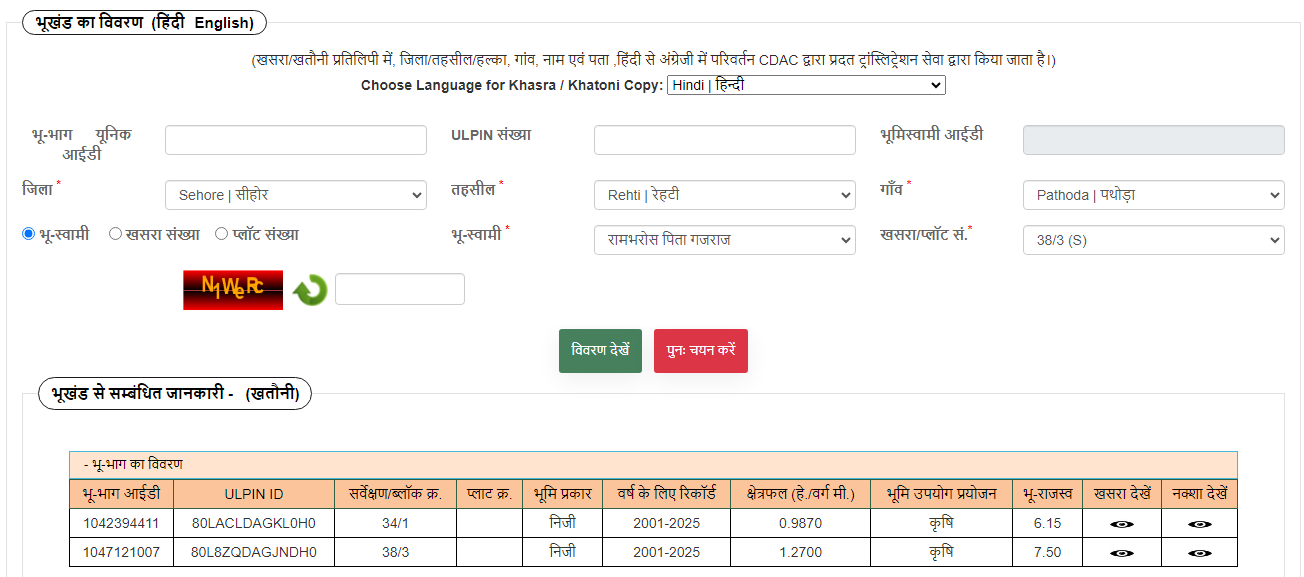 भूखंड का विवरण (हिंदी English)
(खसरा/खतौनी प्रतिलिपी में, जिला/तहसील/हल्का, गांव, नाम एवं पता ,हिंदी से अंग्रेजी में परिवर्तन CDAC द्वारा प्रदत ट्रांस्लिट्रेशन सेवा द्वारा किया जाता है।)
Choose Language for Khasra / Khatoni Copy: Hindi | हिन्दी
भू-भाग यूनिक आईडी ULPIN संख्या भूमिस्वामी आईडी
जिला * Sehore | सीहोर तहसील * Rehti | रेहटी गाँव * Pathoda | पथोड़ा
भू-स्वामी खसरा संख्या प्लॉट संख्या भू-स्वामी * रामभरोस पिता गजराज खसरा/प्लॉट सं.* 38/3 (S)
N1WeRc
विवरण देखें पुनः चयन करें
भूखंड से सम्बंधित जानकारी - (खतौनी)
- भू-भाग का विवरण
भू-भाग आईडी ULPIN ID सर्वेक्षण/ब्लॉक क्र. प्लाट क्र. भूमि प्रकार वर्ष के लिए रिकॉर्ड क्षेत्रफल (हे./वर्ग मी.) भूमि उपयोग प्रयोजन भू-राजस्व खसरा देखें नक्शा देखें
1042394411 80LACLDAGKL0H0 34/1 निजी 2001-2025 0.9870 कृषि 6.15
1047121007 80L8ZQDAGJNDH0 38/3 निजी 2001-2025 1.2700 कृषि 7.50